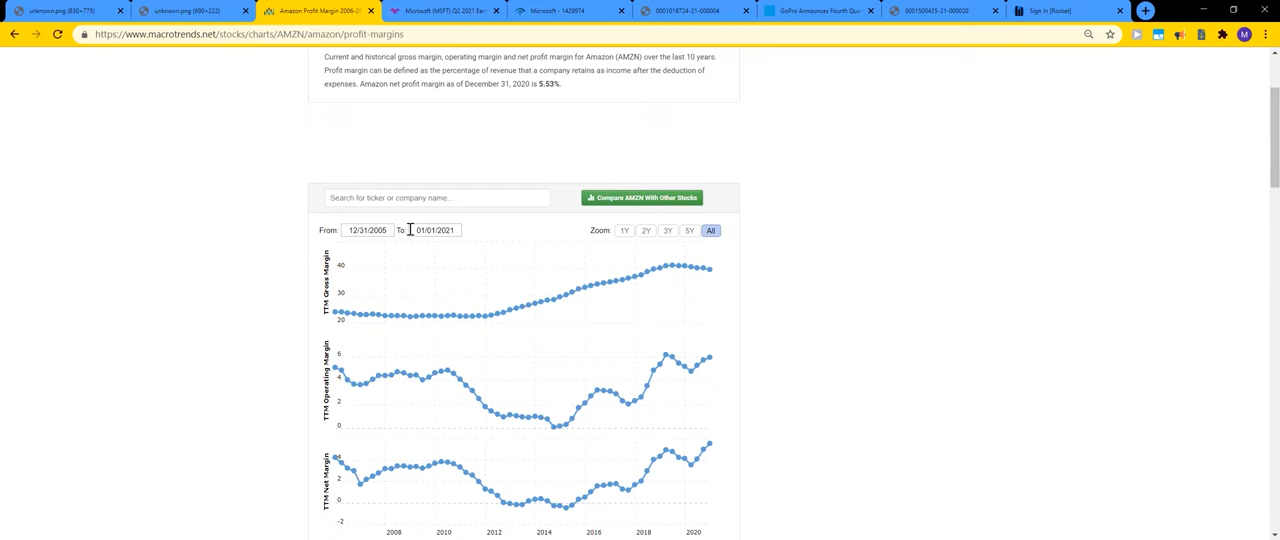 unknown.png (830×775)
unknown.png (690×222)
Amazon Profit Margin 2006-20
Microsoft (MSFT) Q2 2021 Earn
Microsoft - 1429974
0001018724-21-000004
GoPro Announces Fourth Quar
0001500435-21-000020
Sign In [Rocket]
https://www.macrotrends.net/stocks/charts/AMZN/amazon/profit-margins
M
Current and historical gross margin, operating margin and net profit margin for Amazon (AMZN) over the last 10 years.
Profit margin can be defined as the percentage of revenue that a company retains as income after the deduction of
expenses. Amazon net profit margin as of December 31, 2020 is 5.53%.
Search for ticker or company name...
Compare AMZN With Other Stocks
From: 12/31/2005 To: 01/01/2021
Zoom: 1Y 2Y 3Y 5Y All
TTM Gross Margin
40
30
20
TTM Operating Margin
6
4
2
0
TTM Net Margin
4
2
0
-2
2008 2010 2012 2014 2016 2018 2020